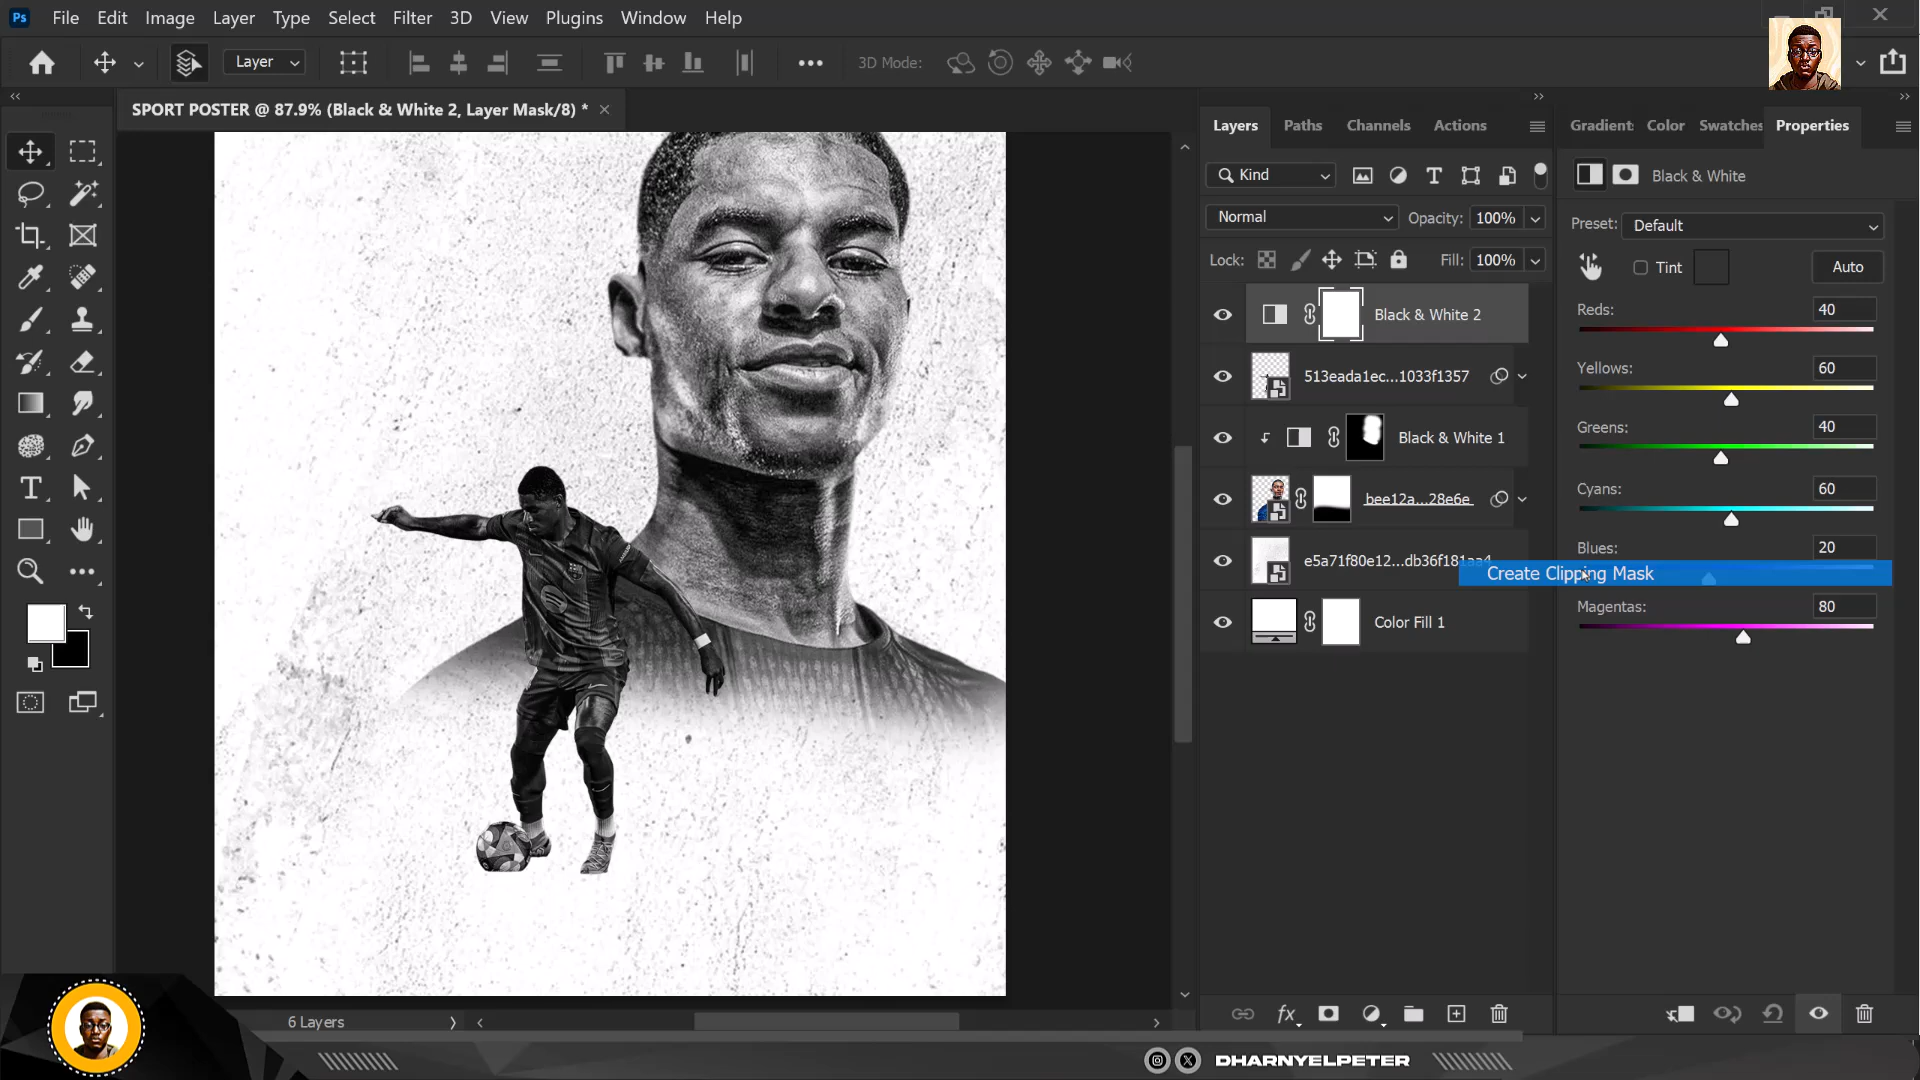 Ps File Edit Image Layer Type Select Filter 3D View Plugins Window Help
Layer 3D Mode:
SPORT POSTER @ 87.9% (Black & White 2, Layer Mask/8) *
Layers Paths Channels Actions
Gradient: Color Swatches Properties
Kind
Black & White
Normal Opacity: 100%
Preset: Default
Lock: Fill: 100%
Tint Auto
Black & White 2
Reds: 40
513eada1ec...1033f1357
Yellows: 60
Black & White 1
Greens: 40
bee12a...28e6e
Cyans: 60
e5a71f80e12...db36f181aa4
Blues: 20
Create Clipping Mask
Color Fill 1
Magentas: 80
6 Layers
DHARNYELPETER